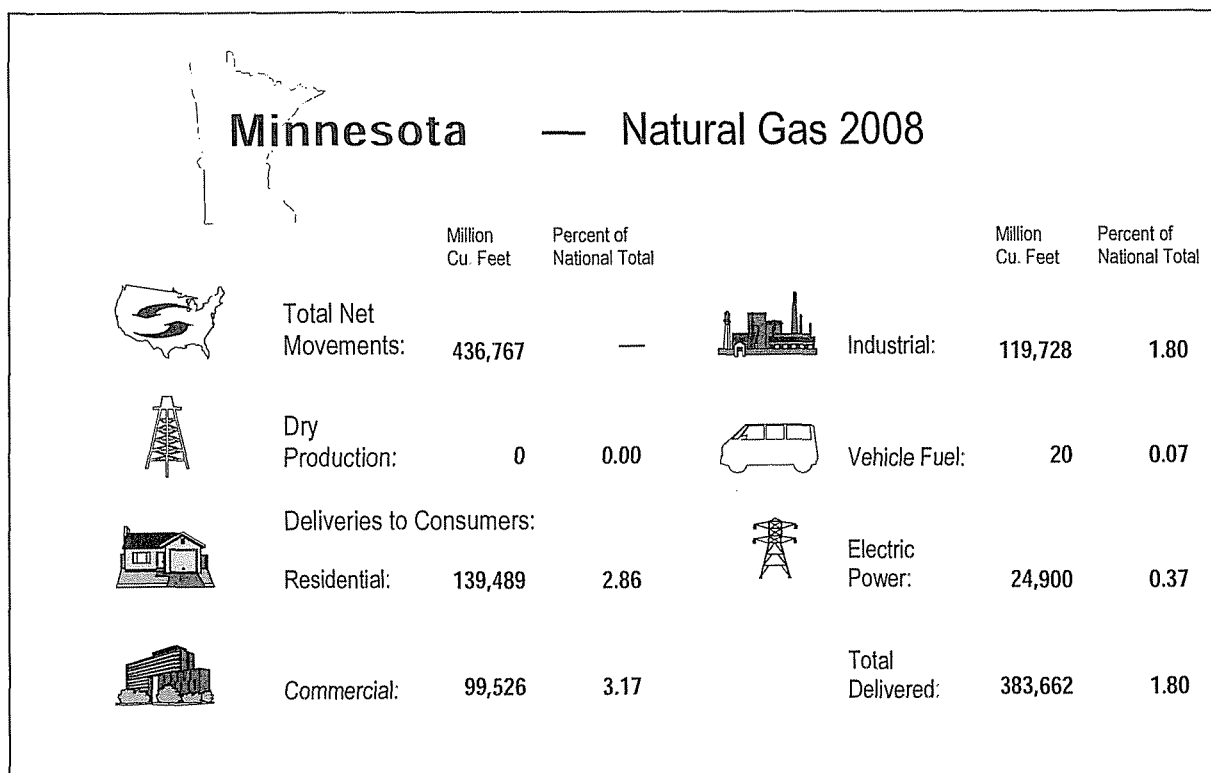 Minnesota — Natural Gas 2008
Million Percent of
Cu. Feet National Total
Total Net
Movements: 436,767 —
Dry
Production: 0 0.00
Deliveries to Consumers:
Residential: 139,489 2.86
Commercial: 99,526 3.17
Million Percent of
Cu. Feet National Total
Industrial: 119,728 1.80
Vehicle Fuel: 20 0.07
Electric
Power: 24,900 0.37
Total
Delivered: 383,662 1.80